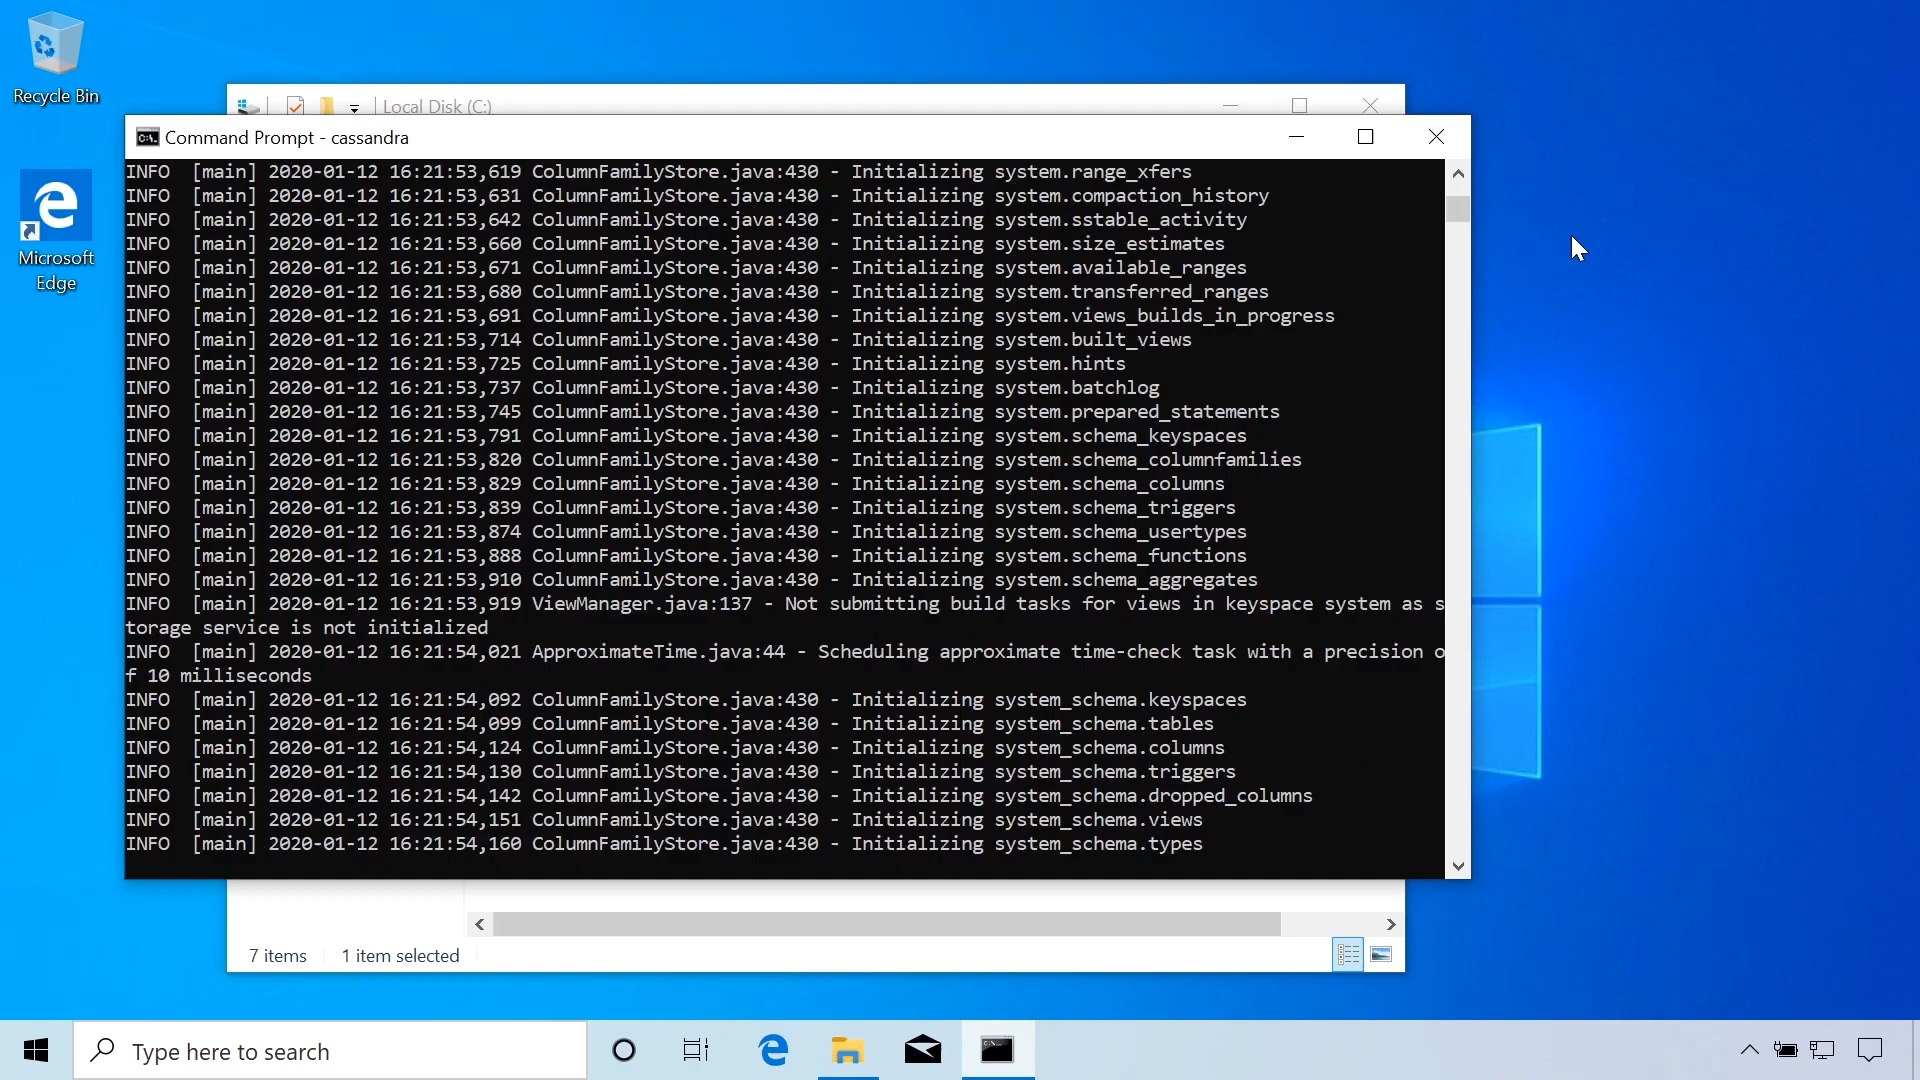 Recycle Bin
Microsoft
Edge
Local Disk (C:)
Command Prompt - cassandra
INFO  [main] 2020-01-12 16:21:53,619 ColumnFamilyStore.java:430 - Initializing system.range_xfers
INFO  [main] 2020-01-12 16:21:53,631 ColumnFamilyStore.java:430 - Initializing system.compaction_history
INFO  [main] 2020-01-12 16:21:53,642 ColumnFamilyStore.java:430 - Initializing system.sstable_activity
INFO  [main] 2020-01-12 16:21:53,660 ColumnFamilyStore.java:430 - Initializing system.size_estimates
INFO  [main] 2020-01-12 16:21:53,671 ColumnFamilyStore.java:430 - Initializing system.available_ranges
INFO  [main] 2020-01-12 16:21:53,680 ColumnFamilyStore.java:430 - Initializing system.transferred_ranges
INFO  [main] 2020-01-12 16:21:53,691 ColumnFamilyStore.java:430 - Initializing system.views_builds_in_progress
INFO  [main] 2020-01-12 16:21:53,714 ColumnFamilyStore.java:430 - Initializing system.built_views
INFO  [main] 2020-01-12 16:21:53,725 ColumnFamilyStore.java:430 - Initializing system.hints
INFO  [main] 2020-01-12 16:21:53,737 ColumnFamilyStore.java:430 - Initializing system.batchlog
INFO  [main] 2020-01-12 16:21:53,745 ColumnFamilyStore.java:430 - Initializing system.prepared_statements
INFO  [main] 2020-01-12 16:21:53,791 ColumnFamilyStore.java:430 - Initializing system.schema_keyspaces
INFO  [main] 2020-01-12 16:21:53,820 ColumnFamilyStore.java:430 - Initializing system.schema_columnfamilies
INFO  [main] 2020-01-12 16:21:53,829 ColumnFamilyStore.java:430 - Initializing system.schema_columns
INFO  [main] 2020-01-12 16:21:53,839 ColumnFamilyStore.java:430 - Initializing system.schema_triggers
INFO  [main] 2020-01-12 16:21:53,874 ColumnFamilyStore.java:430 - Initializing system.schema_usertypes
INFO  [main] 2020-01-12 16:21:53,888 ColumnFamilyStore.java:430 - Initializing system.schema_functions
INFO  [main] 2020-01-12 16:21:53,910 ColumnFamilyStore.java:430 - Initializing system.schema_aggregates
INFO  [main] 2020-01-12 16:21:53,919 ViewManager.java:137 - Not submitting build tasks for views in keyspace system as s
torage service is not initialized
INFO  [main] 2020-01-12 16:21:54,021 ApproximateTime.java:44 - Scheduling approximate time-check task with a precision o
f 10 milliseconds
INFO  [main] 2020-01-12 16:21:54,092 ColumnFamilyStore.java:430 - Initializing system_schema.keyspaces
INFO  [main] 2020-01-12 16:21:54,099 ColumnFamilyStore.java:430 - Initializing system_schema.tables
INFO  [main] 2020-01-12 16:21:54,124 ColumnFamilyStore.java:430 - Initializing system_schema.columns
INFO  [main] 2020-01-12 16:21:54,130 ColumnFamilyStore.java:430 - Initializing system_schema.triggers
INFO  [main] 2020-01-12 16:21:54,142 ColumnFamilyStore.java:430 - Initializing system_schema.dropped_columns
INFO  [main] 2020-01-12 16:21:54,151 ColumnFamilyStore.java:430 - Initializing system_schema.views
INFO  [main] 2020-01-12 16:21:54,160 ColumnFamilyStore.java:430 - Initializing system_schema.types
7 items
1 item selected
Type here to search